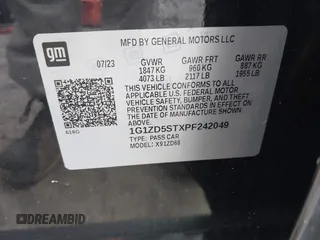 gm
MFD BY GENERAL MOTORS LLC
07/23 GVWR GAWR FRT GAWR RR
1847 KG 960 KG 887 KG
4073 LB 2117 LB 1955 LB
THIS VEHICLE CONFORMS TO ALL
APPLICABLE U.S. FEDERAL MOTOR
VEHICLE SAFETY, BUMPER, AND THEFT
PREVENTION STANDARDS IN EFFECT ON
THE DATE OF MANUFACTURE SHOWN ABOVE.
1G1ZD5STXPF242049
TYPE: PASS CAR
MODEL: X91ZD69
DREAMBID